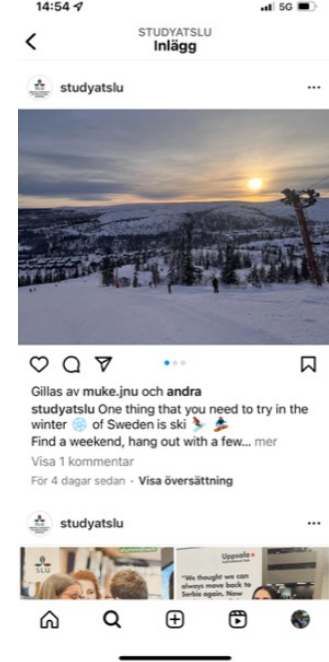 14:54
5G
STUDYATSLU
Inlägg
studyatslu
Gillas av muke.jnu och andra
studyatslu One thing that you need to try in the
winter ❄️ of Sweden is ski ⛷️ 🏂
Find a weekend, hang out with a few... mer
Visa 1 kommentar
För 4 dagar sedan · Visa översättning
studyatslu
SLU
Uppsala
"We thought we can
always move back to
Serbia again. Now